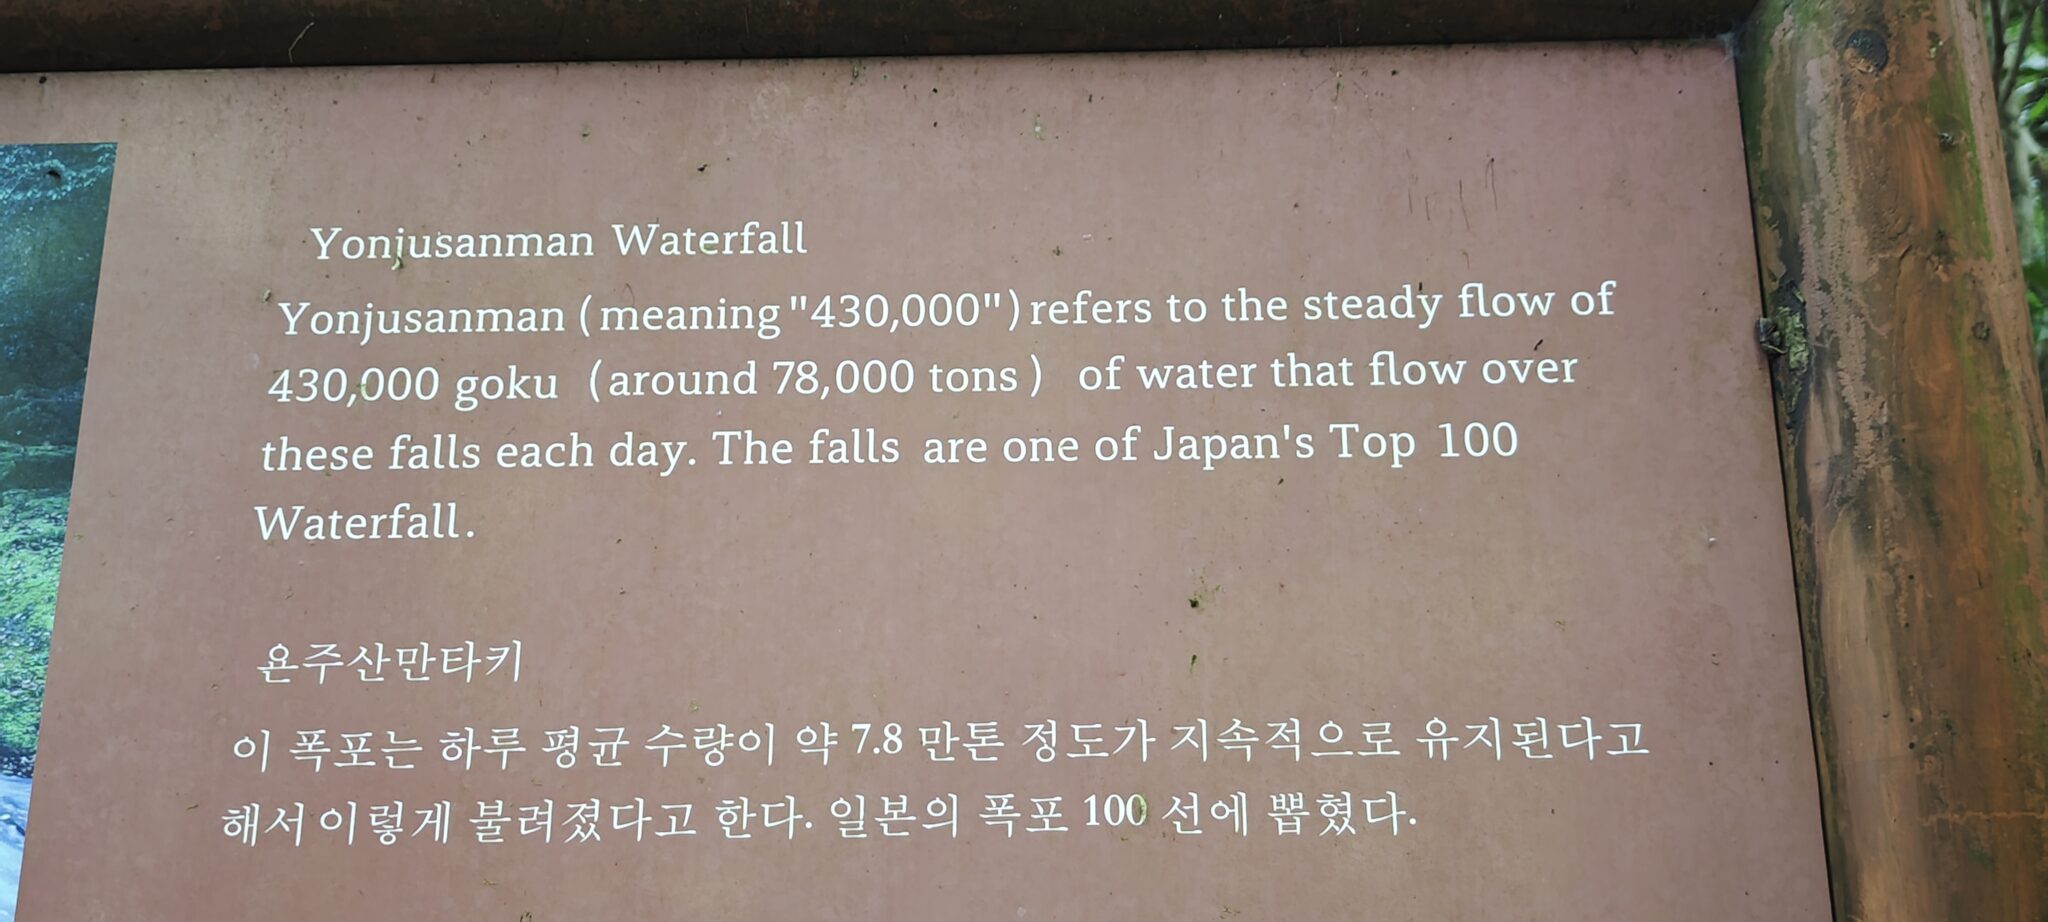 Yonjusanman Waterfall
Yonjusanman (meaning "430,000") refers to the steady flow of
430,000 goku (around 78,000 tons) of water that flow over
these falls each day. The falls are one of Japan's Top 100
Waterfall.
욘주산만타키
이 폭포는 하루 평균 수량이 약 7.8 만톤 정도가 지속적으로 유지된다고
해서 이렇게 불려졌다고 한다. 일본의 폭포 100 선에 뽑혔다.